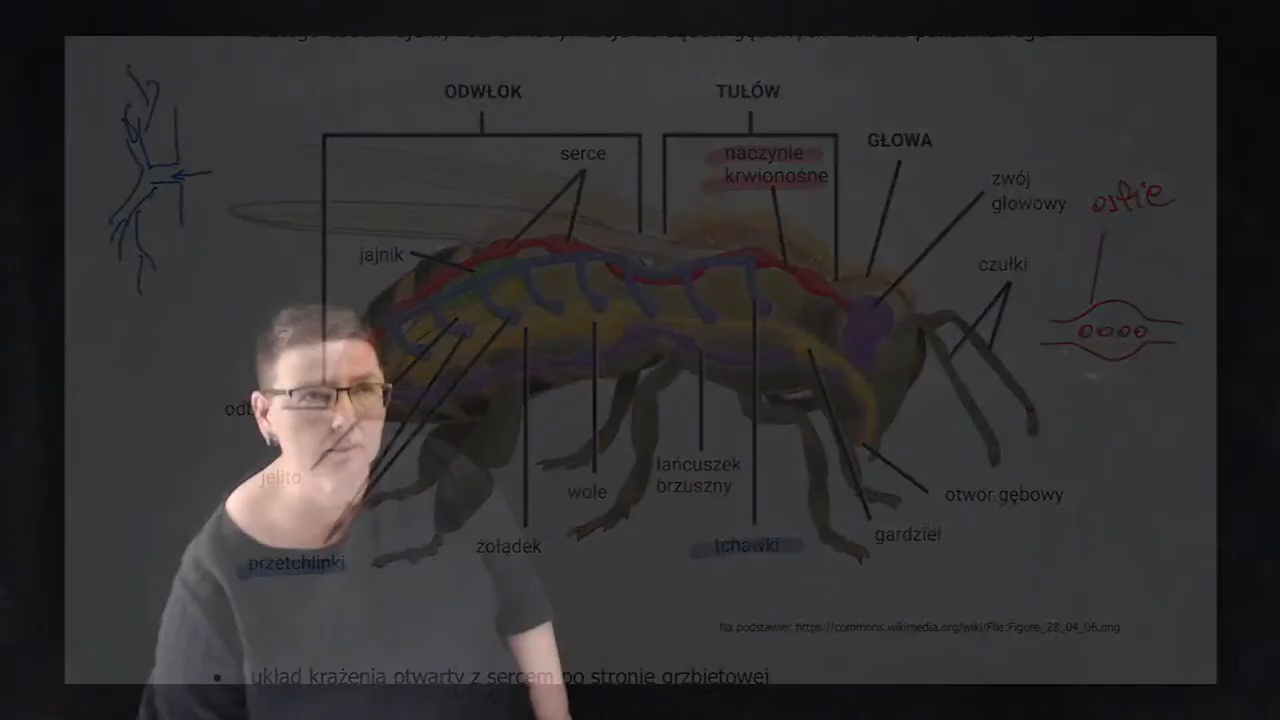 ODWŁOK
TUŁÓW
GŁOWA
serce
naczynie
krwionośne
zwój
głowowy
ostie
jajnik
czułki
jelito
łańcuszek
brzuszny
wole
otwór gębowy
gardziel
żołądek
tchawki
przetchlinki
Na podstawie: https://commons.wikimedia.org/wiki/File:Figure_28_04_06.png
• układ krążenia otwarty z sercem po stronie grzbietowej